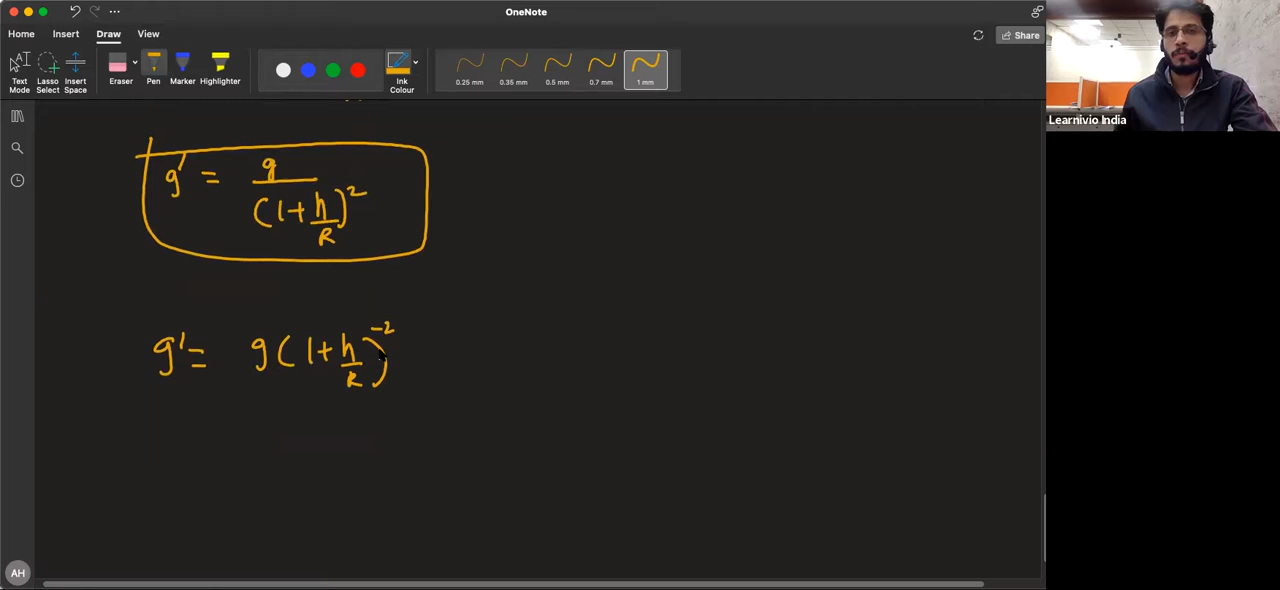 OneNote
Home Insert Draw View
Share
Text Mode
Lasso Select
Insert Space
Eraser
Pen
Marker
Highlighter
Ink Colour
0.25 mm
0.35 mm
0.5 mm
0.7 mm
1 mm
Learnivio India
g' = g / (1 + h/R)²
g' = g(1 + h/R)⁻²
AH